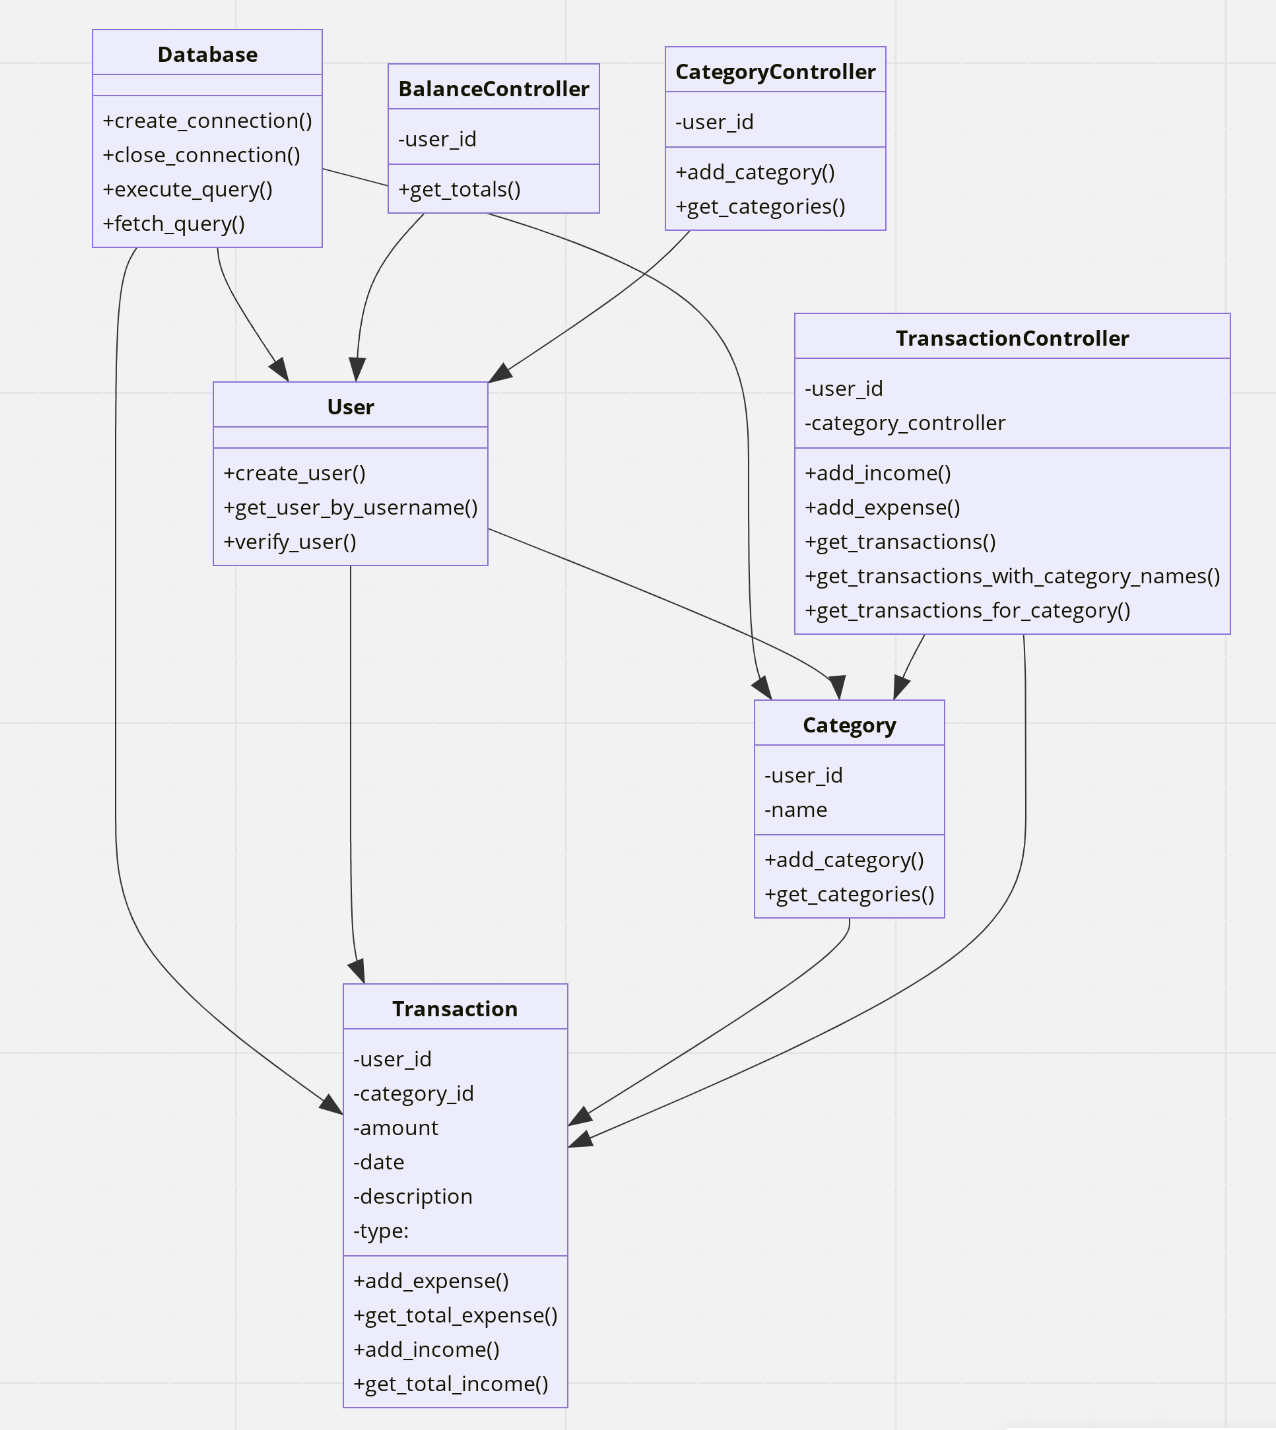 Database
+create_connection()
+close_connection()
+execute_query()
+fetch_query()
BalanceController
-user_id
+get_totals()
CategoryController
-user_id
+add_category()
+get_categories()
TransactionController
-user_id
-category_controller
+add_income()
+add_expense()
+get_transactions()
+get_transactions_with_category_names()
+get_transactions_for_category()
User
+create_user()
+get_user_by_username()
+verify_user()
Category
-user_id
-name
+add_category()
+get_categories()
Transaction
-user_id
-category_id
-amount
-date
-description
-type:
+add_expense()
+get_total_expense()
+add_income()
+get_total_income()